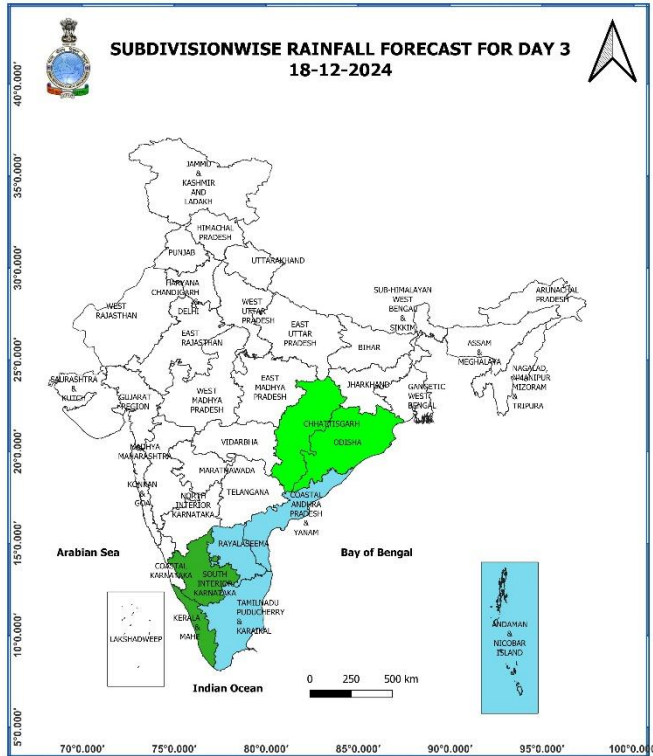 SUBDIVISIONWISE RAINFALL FORECAST FOR DAY 3
18-12-2024
40°0.000'
35°0.000'
30°0.000'
25°0.000'
20°0.000'
15°0.000'
10°0.000'
5°0.000'
JAMMU
&
KASHMIR
AND
LADAKH
HIMACHAL
PRADESH
PUNJAB
UTTARAKHAND
HARYANA
CHANDIGARH
&
DELHI
WEST
RAJASTHAN
WEST
UTTAR
PRADESH
SUB-HIMALAYAN
WEST
BENGAL
&
SIKKIM
ARUNACHAL
PRADESH
EAST
RAJASTHAN
EAST
UTTAR
PRADESH
BIHAR
ASSAM
&
MEGHALAYA
NAGALAD,
MANIPUR
MIZORAM
&
TRIPURA
SAURASHTRA
&
KUTCH
GUJARAT
REGION
WEST
MADHYA
PRADESH
EAST
MADHYA
PRADESH
JHARKHAND
GANGETIC
WEST
BENGAL
CHHATTISGARH
ODISHA
MADHYA
MAHARASHTRA
VIDARBHA
MARATHAWADA
KONKAN
&
GOA
NORTH
INTERIOR
KARNATAKA
TELANGANA
COASTAL
ANDHRA
PRADESH
&
YANAM
RAYALASEEMA
Arabian Sea
Bay of Bengal
COASTAL
KARNATAKA
SOUTH
INTERIOR
KARNATAKA
TAMILNADU
PUDUCHERRY
&
KARAIKAL
KERALA
&
MAHE
LAKSHADWEEP
ANDAMAN
&
NICOBAR
ISLAND
Indian Ocean
0 250 500 km
70°0.000' 75°0.000' 80°0.000' 85°0.000' 90°0.000' 95°0.000' 100°0.000